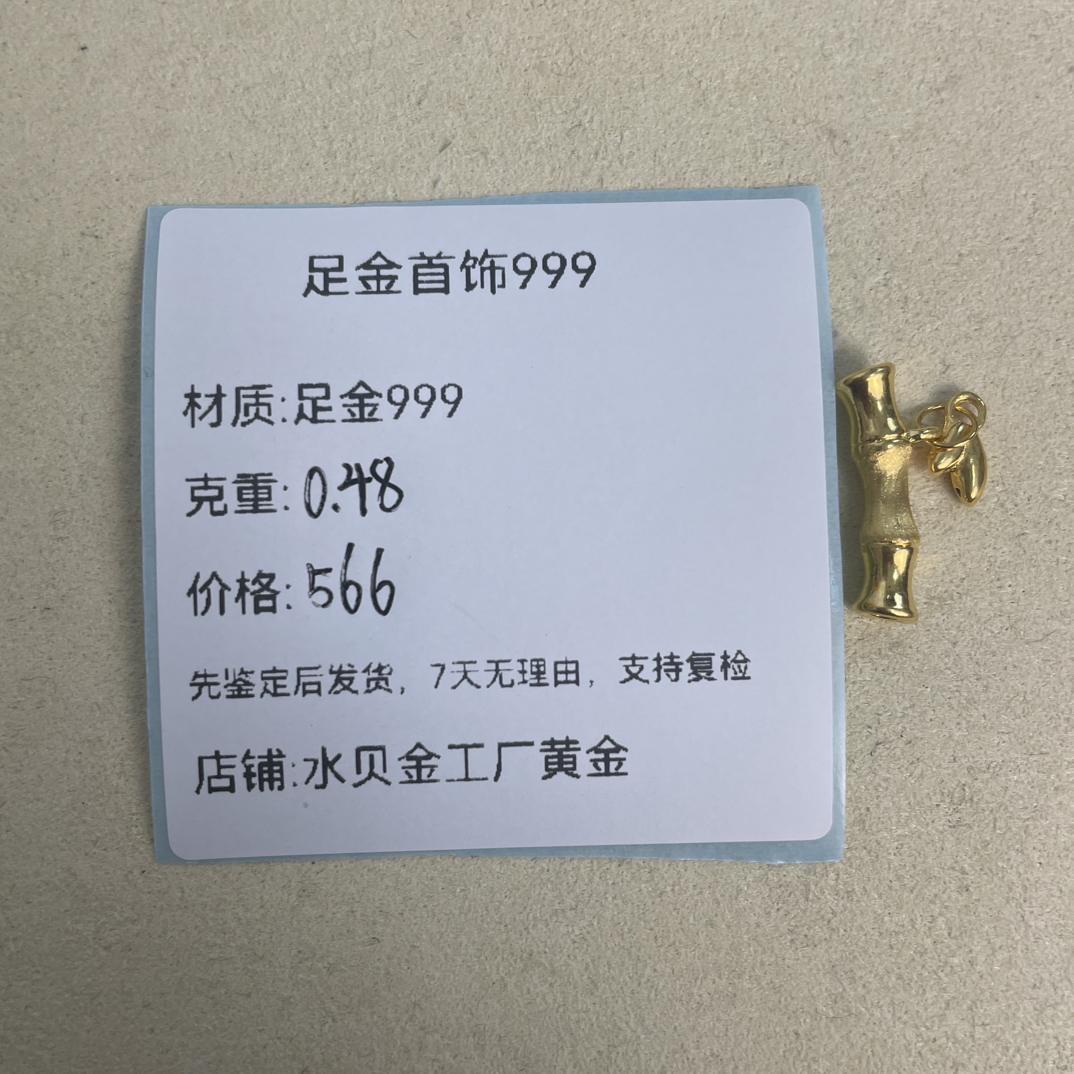 足金首饰999
材质:足金999
克重:0.48
价格:566
先鉴定后发货，7天无理由，支持复检
店铺:水贝金工厂黄金